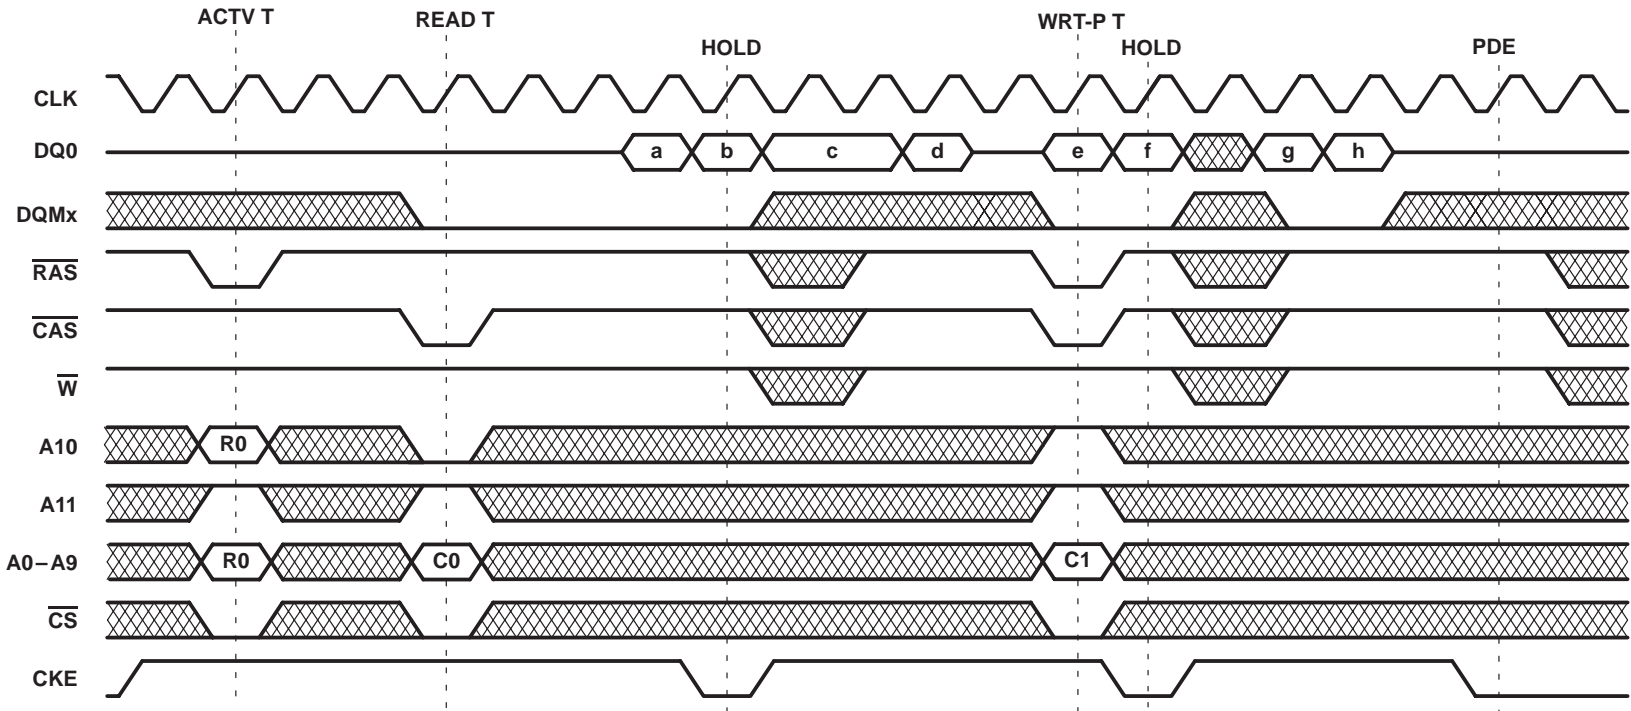 ACTV T
READ T
WRT-P T
HOLD
HOLD
PDE
CLK
DQ0
a
b
c
d
e
f
g
h
DQMx
RAS
CAS
W
A10
R0
A11
A0–A9
R0
C0
C1
CS
CKE